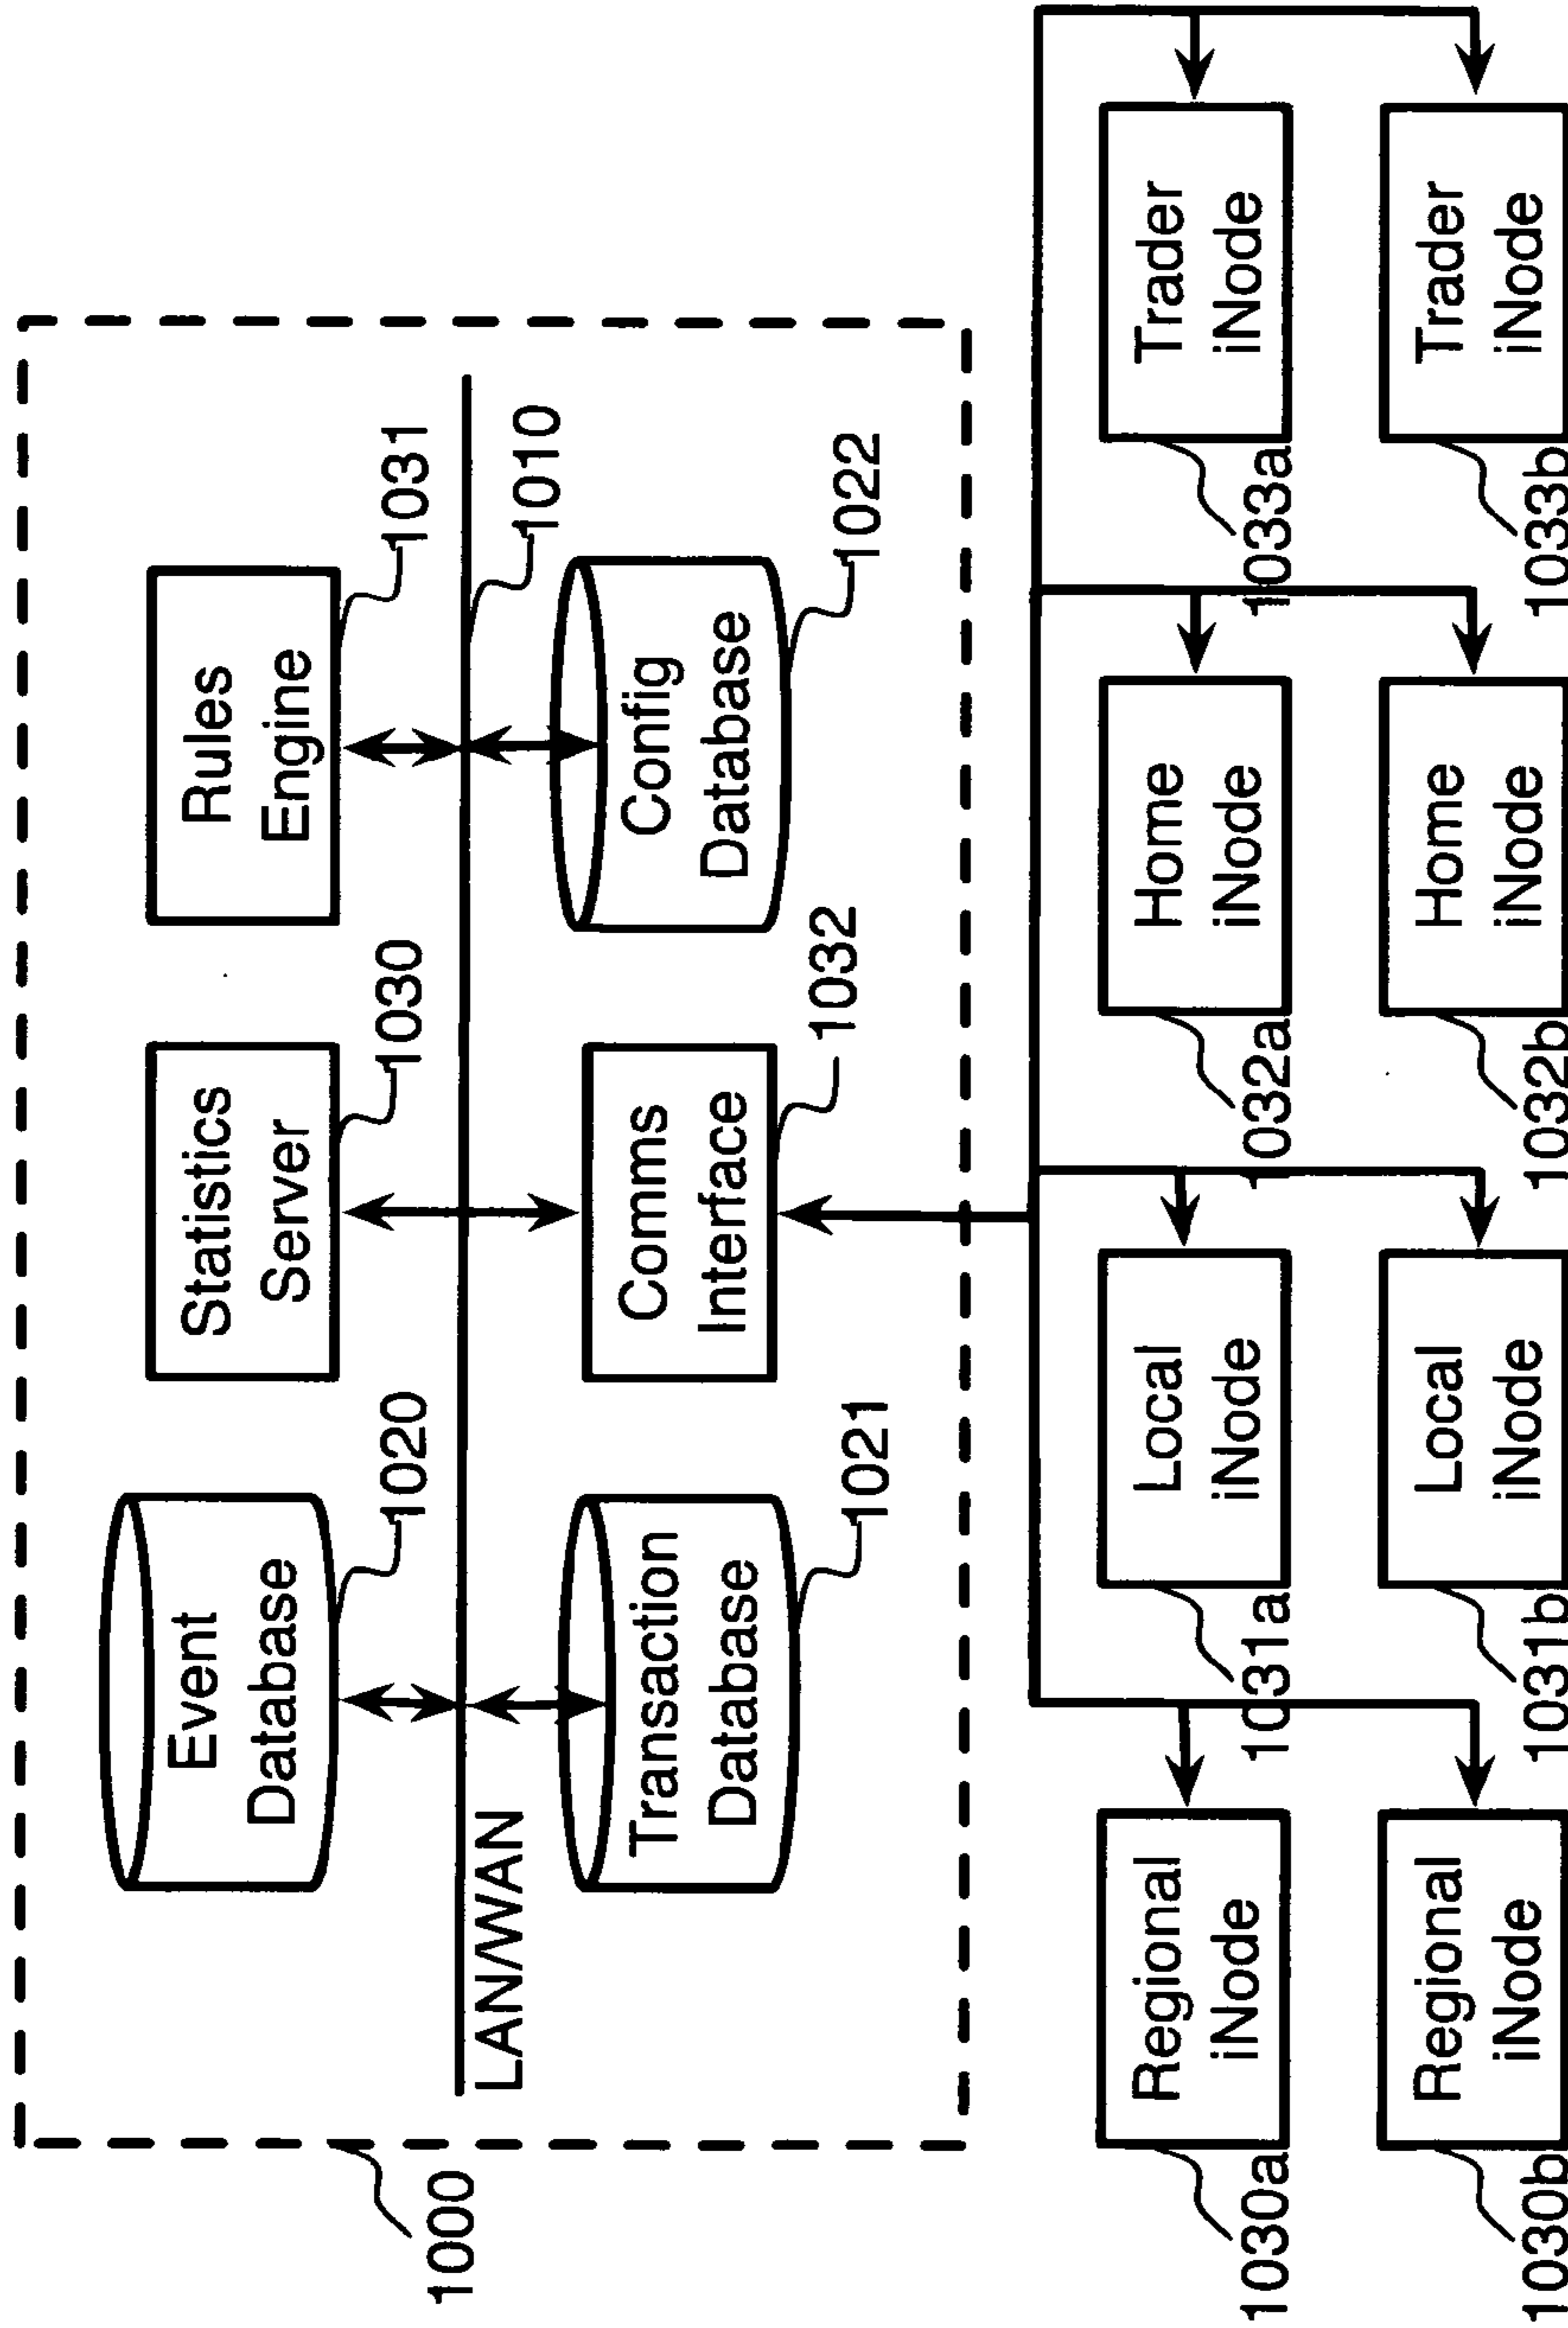 1000
Event
Database
1020
Statistics
Server
1030
Rules
Engine
1031
LAN/WAN
1010
Transaction
Database
1021
Comms
Interface
1032
Config
Database
1022
Regional
iNode
1030a
Local
iNode
1031a
Home
iNode
1032a
Trader
iNode
1033a
Regional
iNode
1030b
Local
iNode
1031b
Home
iNode
1032b
Trader
iNode
1033b